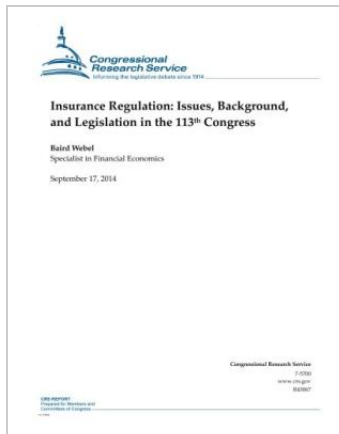 Congressional
Research Service
Informing the legislative debate since 1914
Insurance Regulation: Issues, Background,
and Legislation in the 113th Congress
Baird Webel
Specialist in Financial Economics
September 17, 2014
Congressional Research Service
7-5700
www.crs.gov
CRS REPORT
Prepared for Members and
Committees of Congress